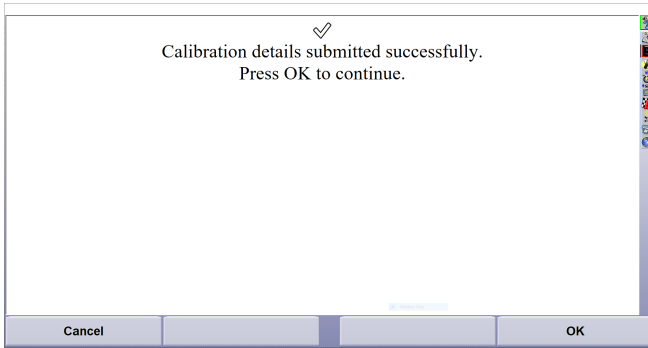 Calibration details submitted successfully.
Press OK to continue.
Cancel
OK